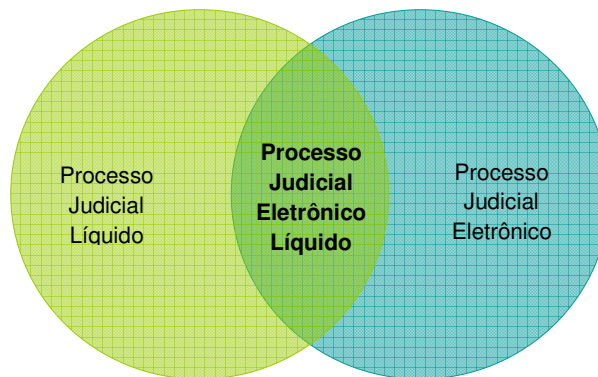 Processo
Judicial
Líquido
Processo
Judicial
Eletrônico
Líquido
Processo
Judicial
Eletrônico